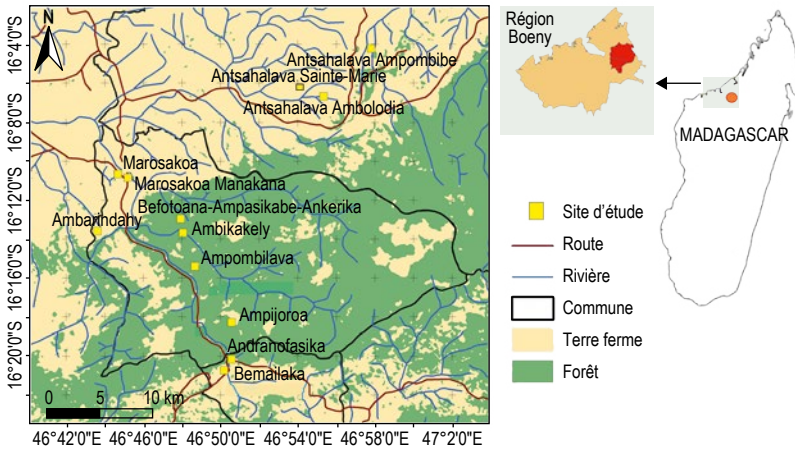 N
16°4'0"S
16°8'0"S
16°12'0"S
16°16'0"S
16°20'0"S
Antsahalava Ampombibe
Antsahalava Sainte-Marie
Antsahalava Ambolodia
Marosakoa
Marosakoa Manakana
Befotoana-Ampasikabe-Ankerika
Ambarindahy
Ambikakely
Ampombilava
Ampijoroa
Andranofasika
Bemailaka
0 5 10 km
46°42'0"E 46°46'0"E 46°50'0"E 46°54'0"E 46°58'0"E 47°2'0"E
Région
Boeny
MADAGASCAR
Site d'étude
Route
Rivière
Commune
Terre ferme
Forêt